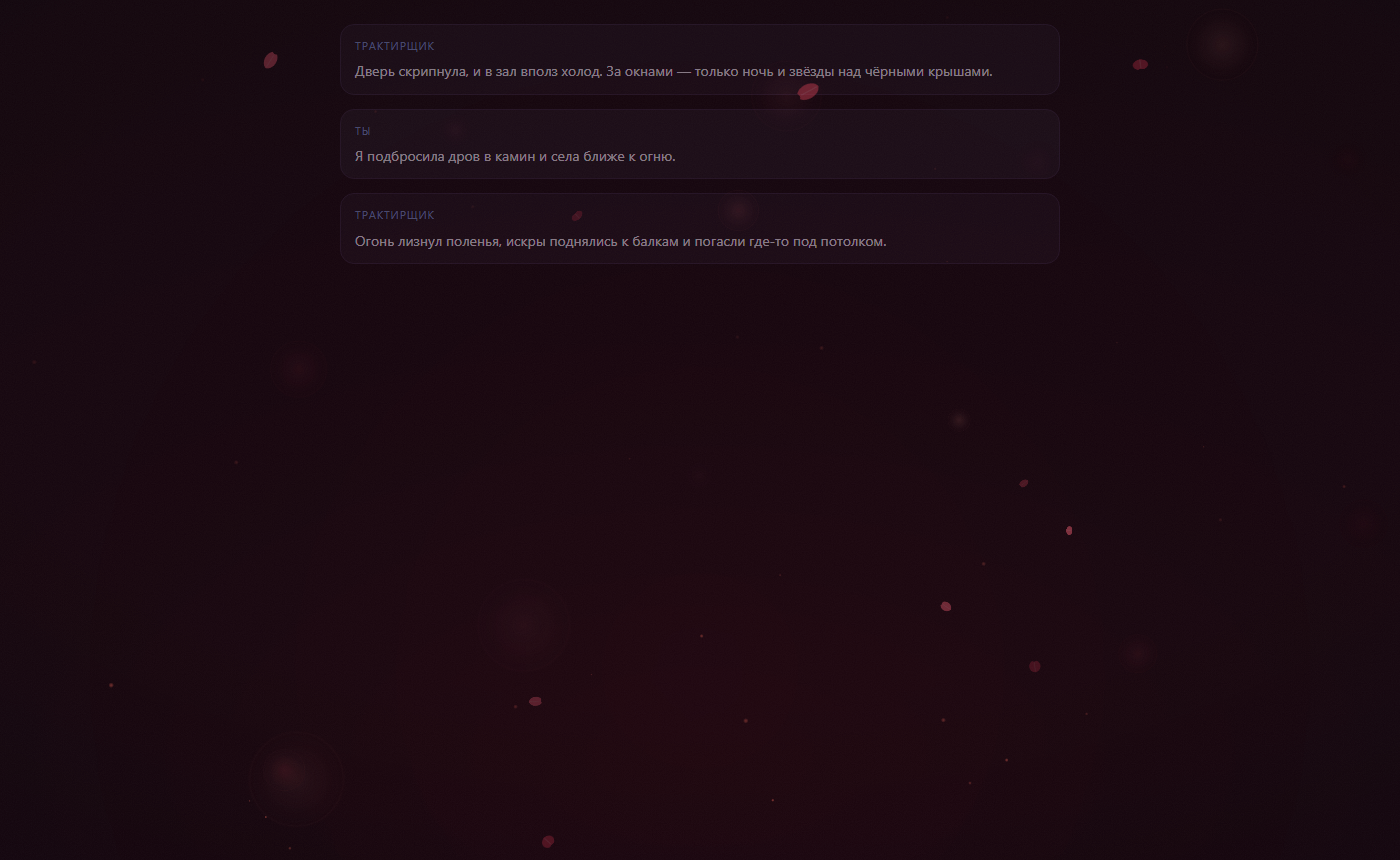 ТРАКТИРЩИК
Дверь скрипнула, и в зал вполз холод. За окнами — только ночь и звёзды над чёрными крышами.
ТЫ
Я подбросила дров в камин и села ближе к огню.
ТРАКТИРЩИК
Огонь лизнул поленья, искры поднялись к балкам и погасли где-то под потолком.